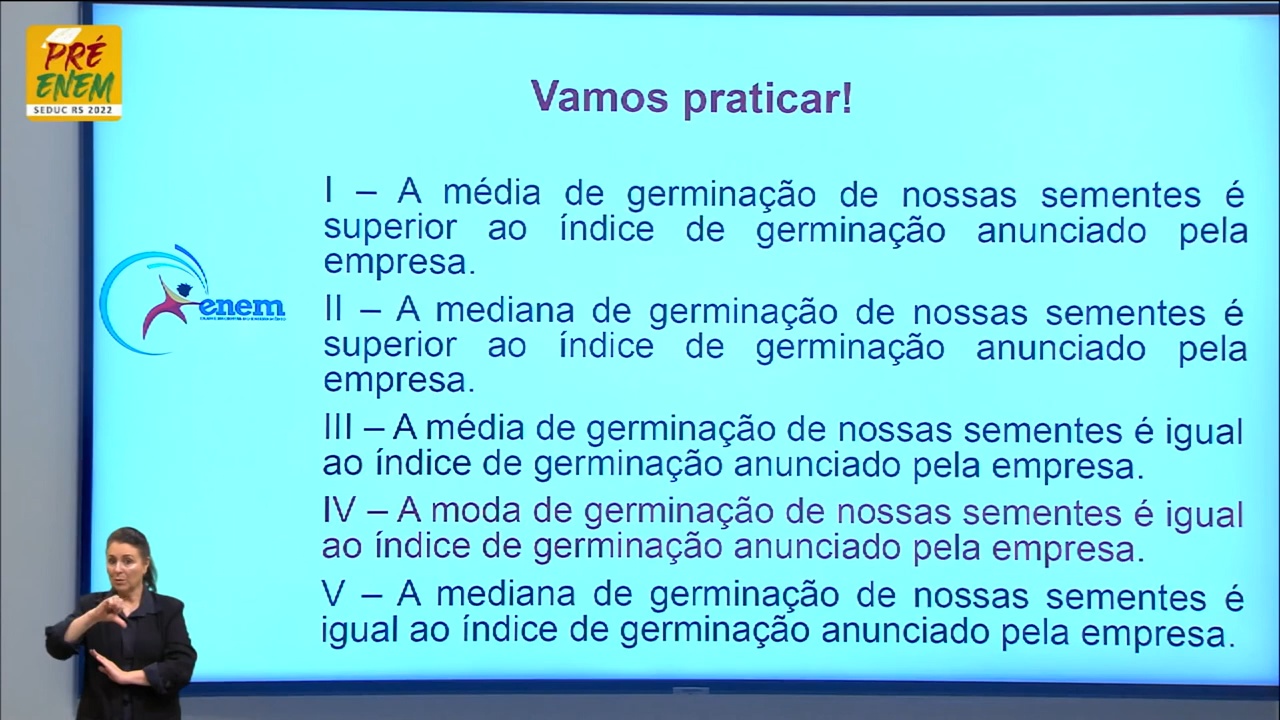 PRÉ
ENEM
SEDUC RS 2022
Vamos praticar!
I – A média de germinação de nossas sementes é
superior ao índice de germinação anunciado pela
empresa.
II – A mediana de germinação de nossas sementes é
superior ao índice de germinação anunciado pela
empresa.
enem
III – A média de germinação de nossas sementes é igual
ao índice de germinação anunciado pela empresa.
IV – A moda de germinação de nossas sementes é igual
ao índice de germinação anunciado pela empresa.
V – A mediana de germinação de nossas sementes é
igual ao índice de germinação anunciado pela empresa.